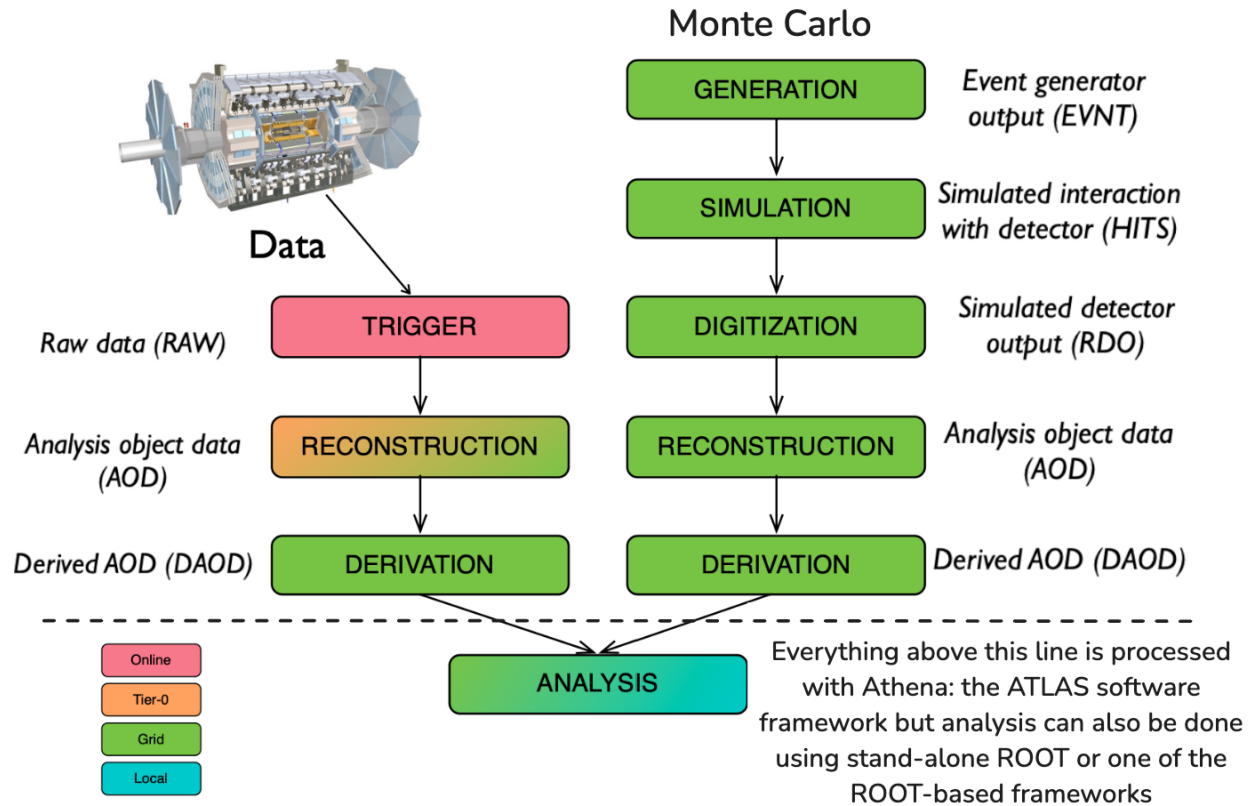 Monte Carlo
GENERATION
Event generator
output (EVNT)
SIMULATION
Simulated interaction
with detector (HITS)
Data
TRIGGER
Raw data (RAW)
DIGITIZATION
Simulated detector
output (RDO)
Analysis object data
(AOD)
RECONSTRUCTION
RECONSTRUCTION
Analysis object data
(AOD)
Derived AOD (DAOD)
DERIVATION
DERIVATION
Derived AOD (DAOD)
Online
Tier-0
Grid
Local
ANALYSIS
Everything above this line is processed
with Athena: the ATLAS software
framework but analysis can also be done
using stand-alone ROOT or one of the
ROOT-based frameworks